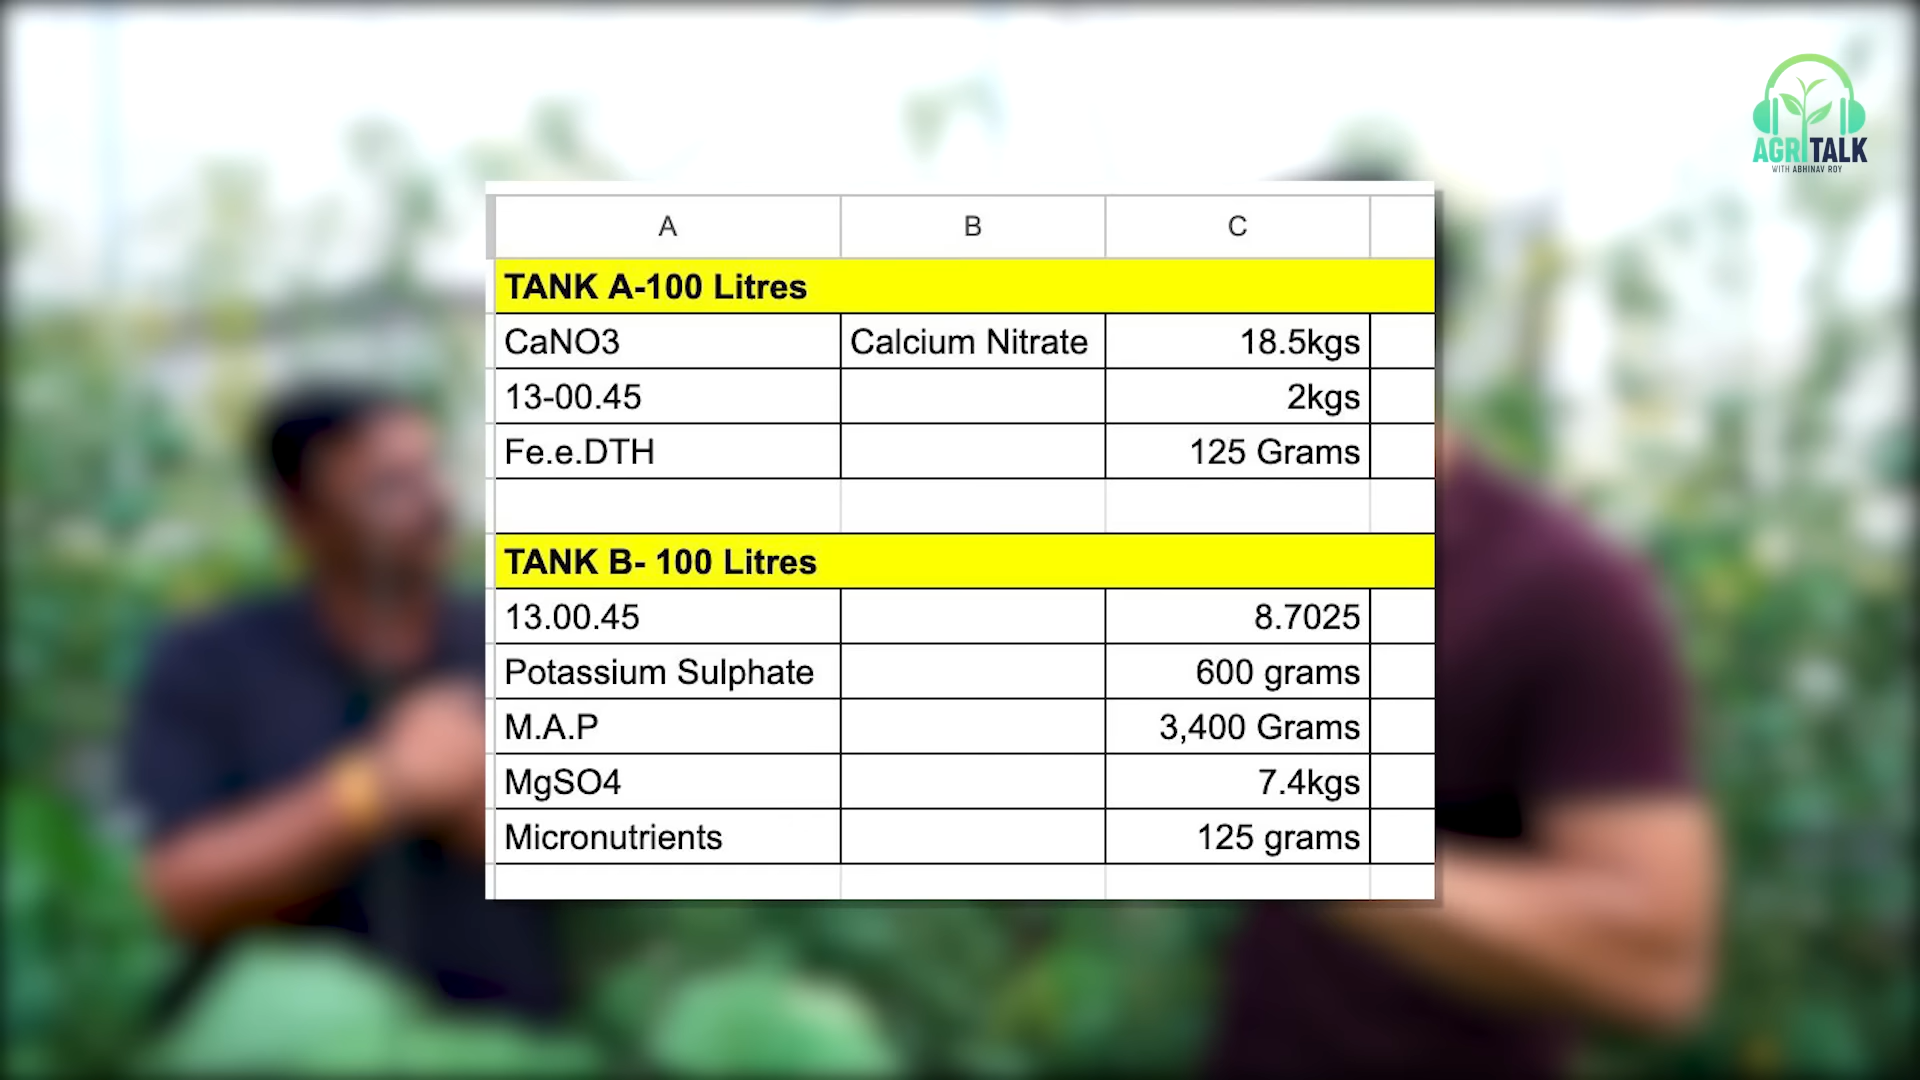 AGRITALK
WITH ABHINAV ROY
A B C
TANK A-100 Litres
CaNO3 Calcium Nitrate 18.5kgs
13-00.45 2kgs
Fe.e.DTH 125 Grams
TANK B- 100 Litres
13.00.45 8.7025
Potassium Sulphate 600 grams
M.A.P 3,400 Grams
MgSO4 7.4kgs
Micronutrients 125 grams